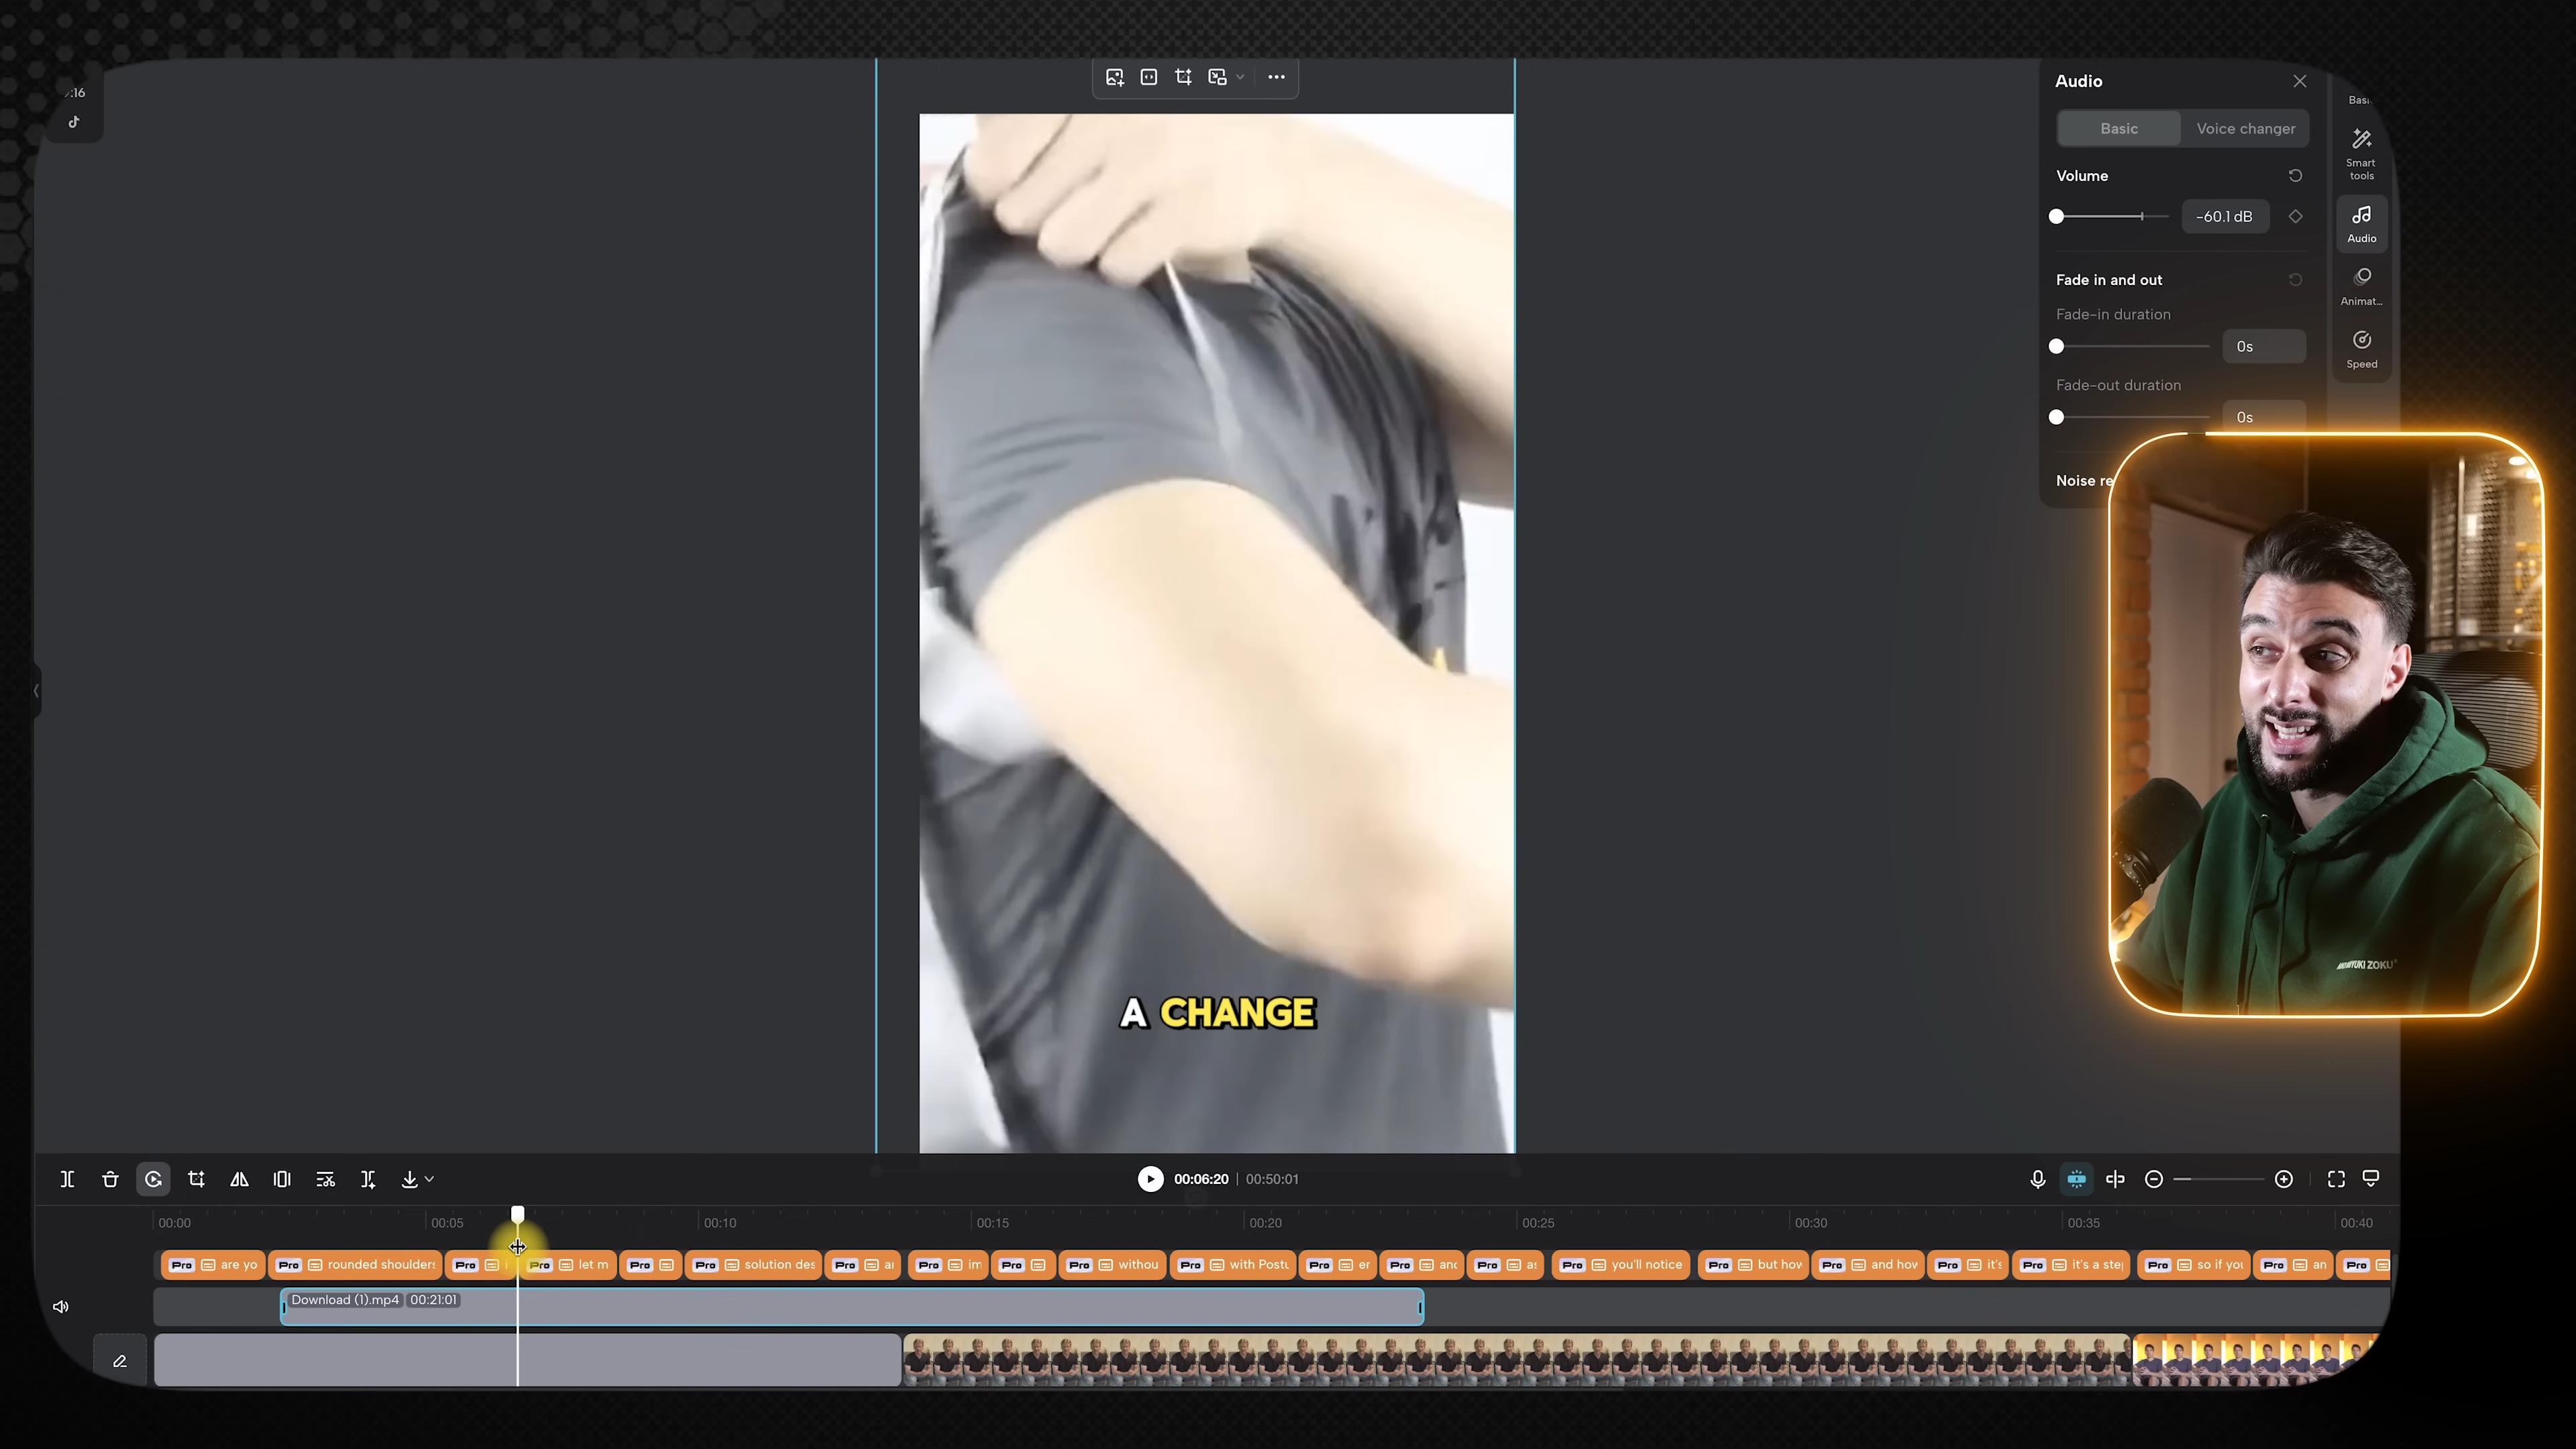 :16
Audio
Basic
Voice changer
Volume
-60.1 dB
Fade in and out
Fade-in duration
0s
Fade-out duration
0s
Noise re
Basi
Smart
tools
Audio
Animat...
Speed
A CHANGE
00:06:20 | 00:50:01
00:00
00:05
00:10
00:15
00:20
00:25
00:30
00:35
00:40
Pro are yo
Pro rounded shoulders
Pro i
Pro let m
Pro
Pro solution des
Pro ar
Pro im
Pro
Pro withou
Pro with Postu
Pro er
Pro and
Pro as
Pro you'll notice
Pro but how
Pro and how
Pro it's
Pro it's a step
Pro so if you
Pro an
Pro
Download (1).mp4 00:21:01